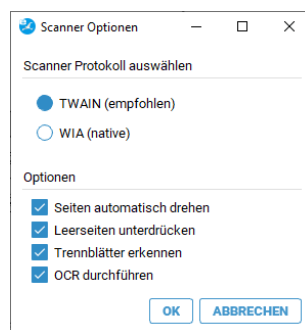 Scanner Optionen
Scanner Protokoll auswählen
TWAIN (empfohlen)
WIA (native)
Optionen
Seiten automatisch drehen
Leerseiten unterdrücken
Trennblätter erkennen
OCR durchführen
OK ABBRECHEN